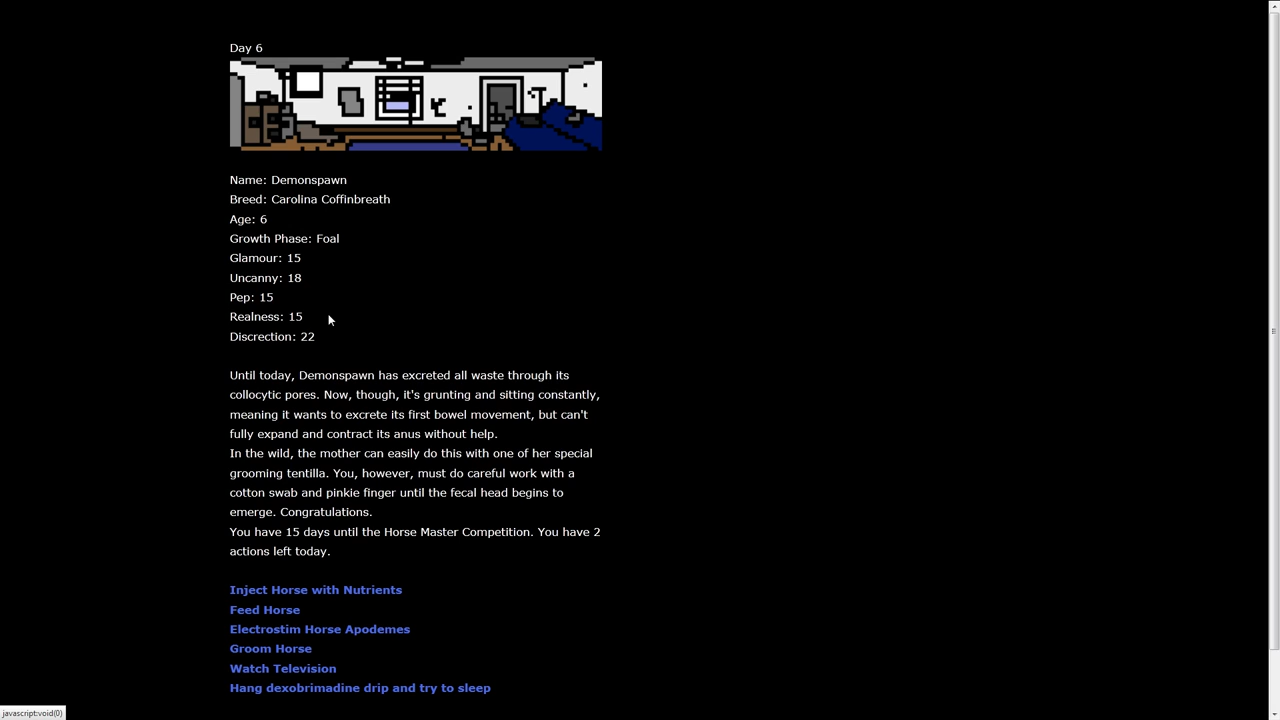 Day 6
Name: Demonspawn
Breed: Carolina Coffinbreath
Age: 6
Growth Phase: Foal
Glamour: 15
Uncanny: 18
Pep: 15
Realness: 15
Discrection: 22
Until today, Demonspawn has excreted all waste through its
collocytic pores. Now, though, it's grunting and sitting constantly,
meaning it wants to excrete its first bowel movement, but can't
fully expand and contract its anus without help.
In the wild, the mother can easily do this with one of her special
grooming tentilla. You, however, must do careful work with a
cotton swab and pinkie finger until the fecal head begins to
emerge. Congratulations.
You have 15 days until the Horse Master Competition. You have 2
actions left today.
Inject Horse with Nutrients
Feed Horse
Electrostim Horse Apodemes
Groom Horse
Watch Television
Hang dexobrimadine drip and try to sleep
javascript:void(0)